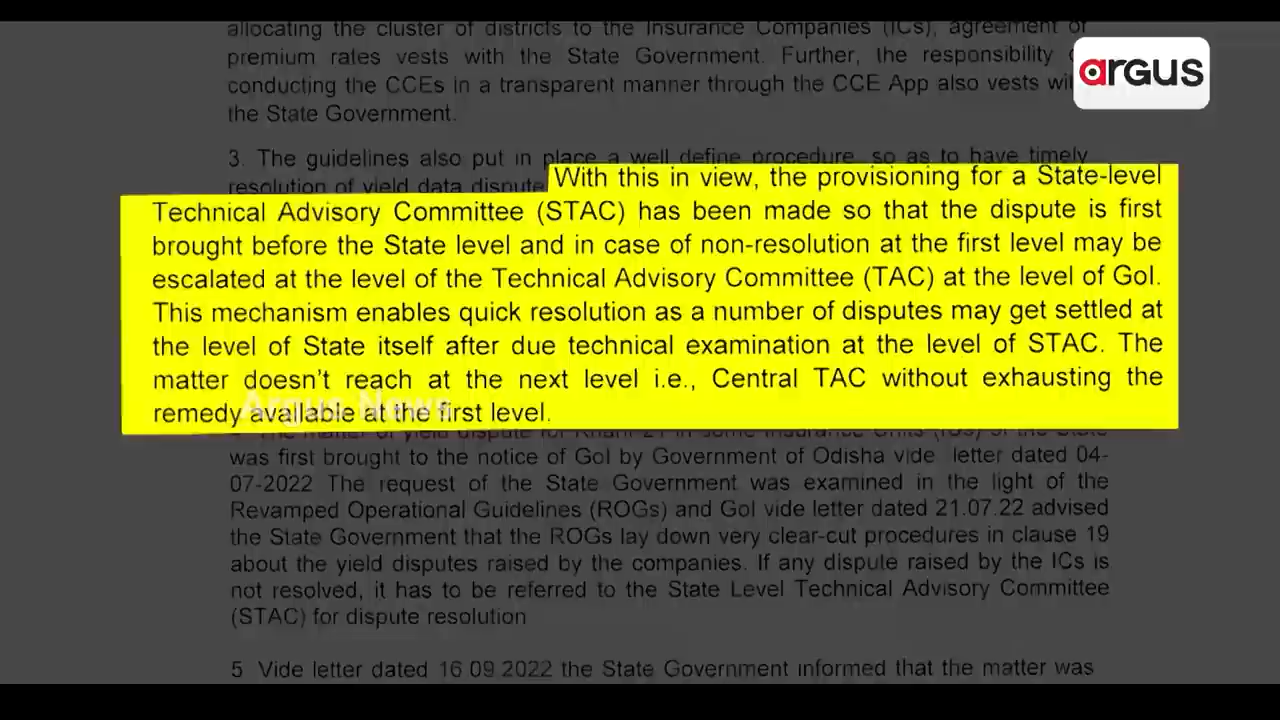 allocating the cluster of districts to the Insurance Companies (ICs), agreement of
argus
premium rates vests with the State Government. Further, the responsibility
conducting the CCEs in a transparent manner through the CCE App also vests
the State Government.
3. The guidelines also put in place a well define procedure, so as to have timely
resolution of yield data dispute
With this in view, the provisioning for a State-level
Technical Advisory Committee (STAC) has been made so that the dispute is first
brought before the State level and in case of non-resolution at the first level may be
escalated at the level of the Technical Advisory Committee (TAC) at the level of GoI.
This mechanism enables quick resolution as a number of disputes may get settled at
the level of State itself after due technical examination at the level of STAC. The
matter doesn't reach at the next level i.e., Central TAC without exhausting the
remedy available at the first level.
Argus News
was first brought to the notice of GoI by Government of Odisha vide letter dated 04-
07-2022 The request of the State Government was examined in the light of the
Revamped Operational Guidelines (ROGs) and GoI vide letter dated 21.07.22 advised
the State Government that the ROGs lay down very clear-cut procedures in clause 19
about the yield disputes raised by the companies. If any dispute raised by the ICs is
not resolved, it has to be referred to the State Level Technical Advisory Committee
(STAC) for dispute resolution
5 Vide letter dated 16 09.2022 the State Government informed that the matter was